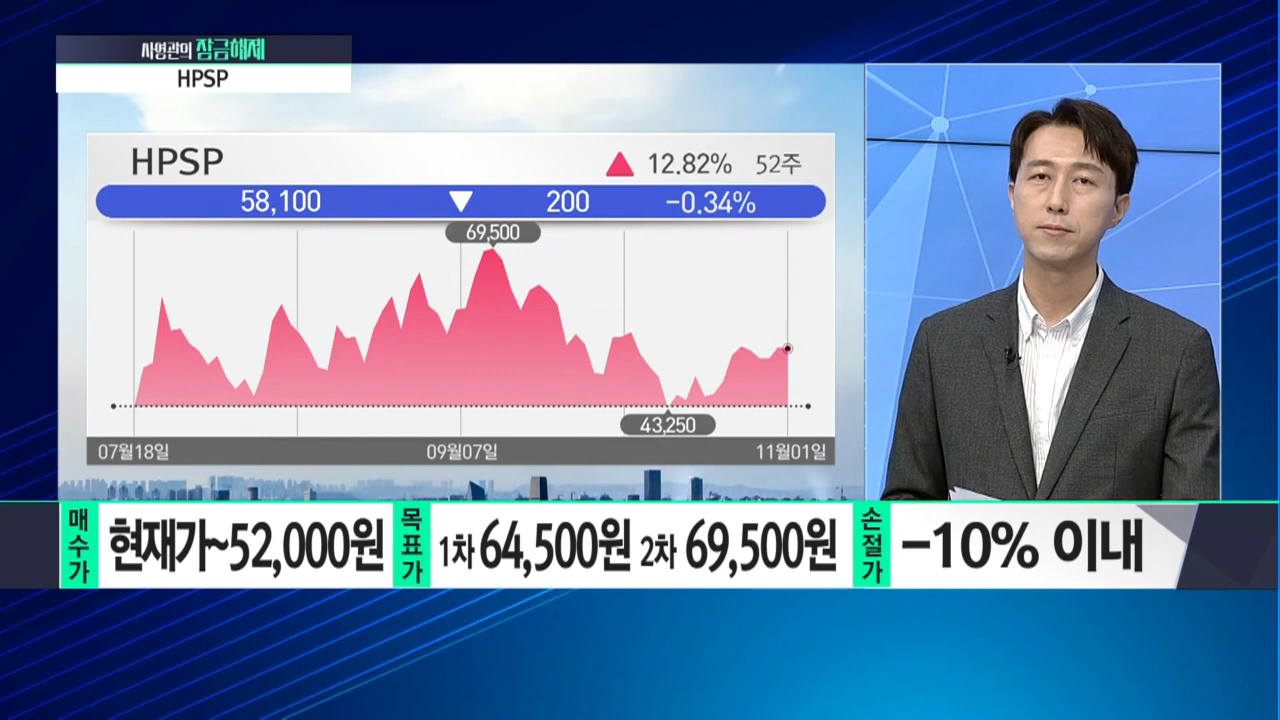 사영관의 잠금해제
HPSP
HPSP ▲ 12.82% 52주
58,100 ▼ 200 -0.34%
69,500
43,250
07월18일 09월07일 11월01일
매수가 현재가~52,000원 목표가 1차 64,500원 2차 69,500원 손절가 -10% 이내